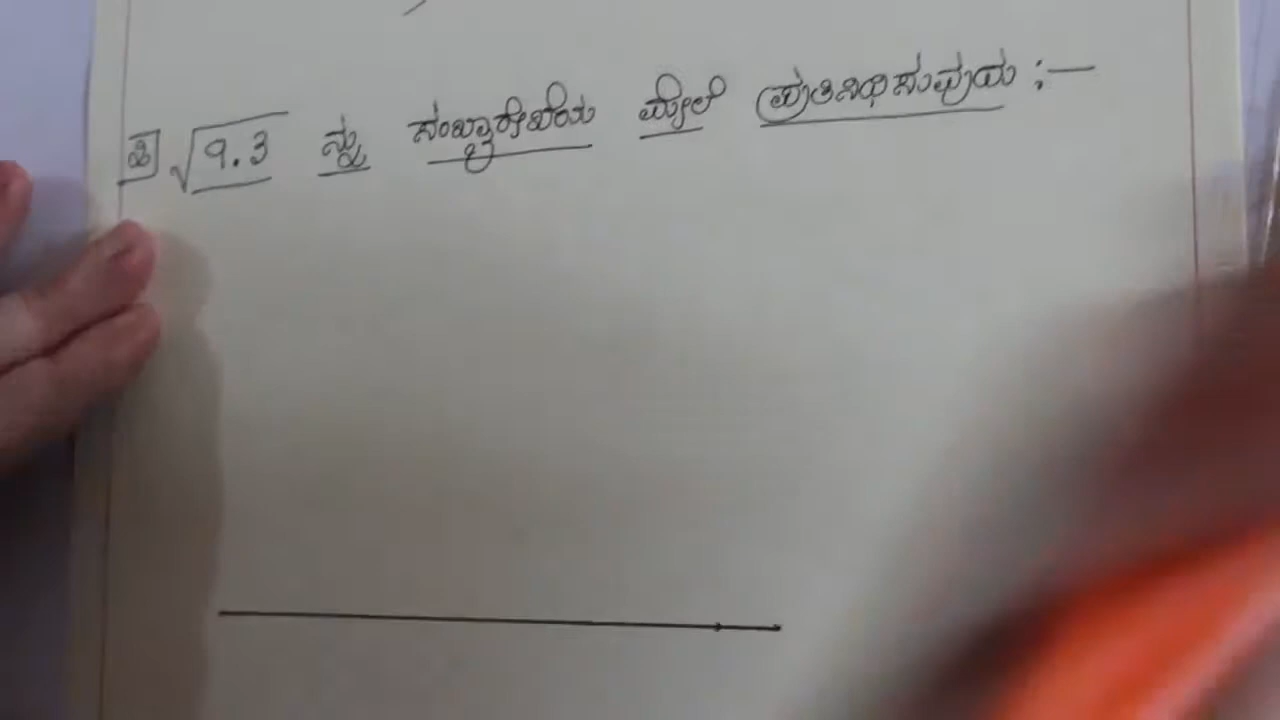 √9.3 ನ್ನು ಸಂಖ್ಯಾರೇಖೆಯ ಮೇಲೆ ಪ್ರತಿನಿಧಿಸುವುದು :-